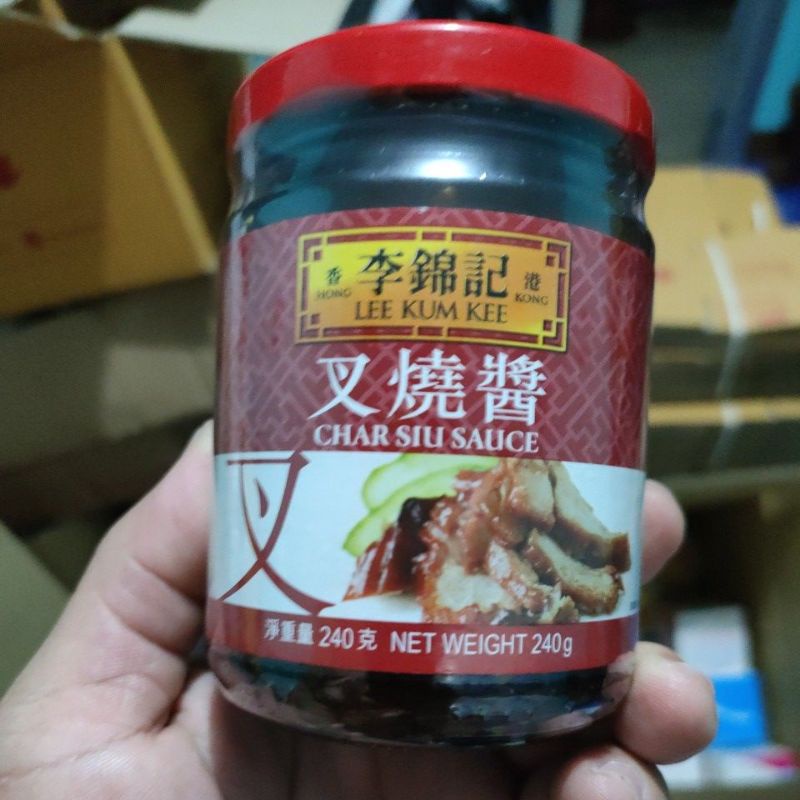 香 李錦記 港
HONG LEE KUM KEE KONG
叉燒醬
CHAR SIU SAUCE
叉
淨重量 240克 NET WEIGHT 240g